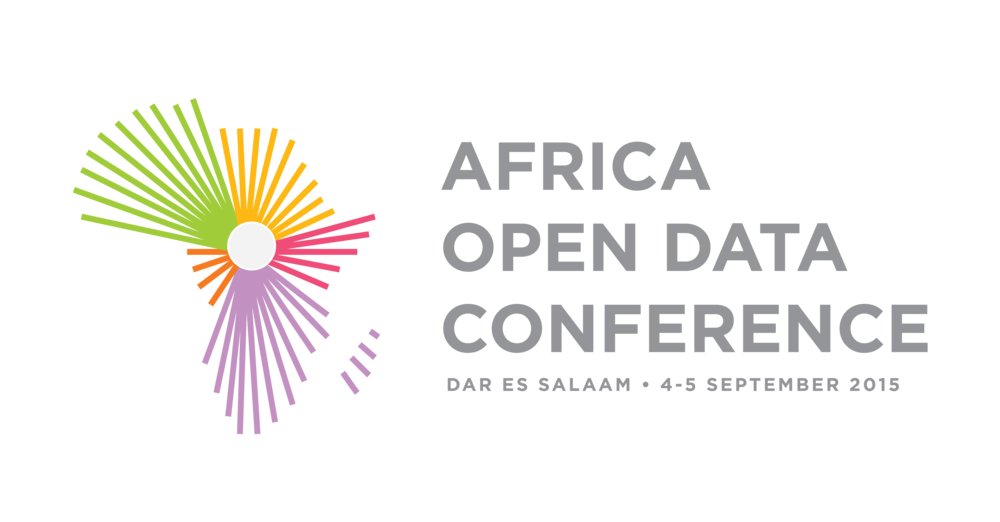 AFRICA
OPEN DATA
CONFERENCE
DAR ES SALAAM • 4-5 SEPTEMBER 2015